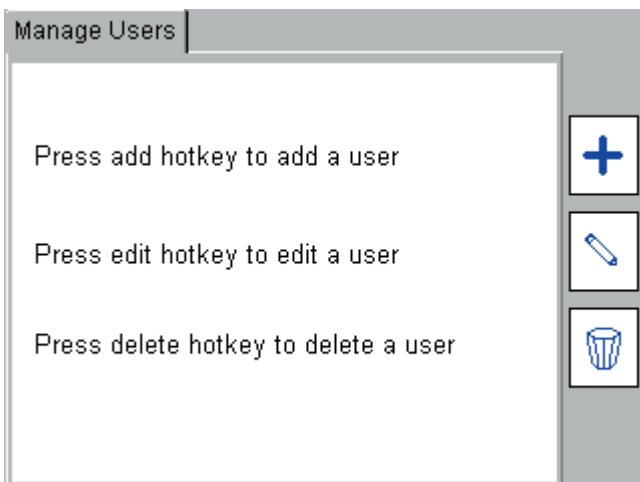 Manage Users
Press add hotkey to add a user
Press edit hotkey to edit a user
Press delete hotkey to delete a user